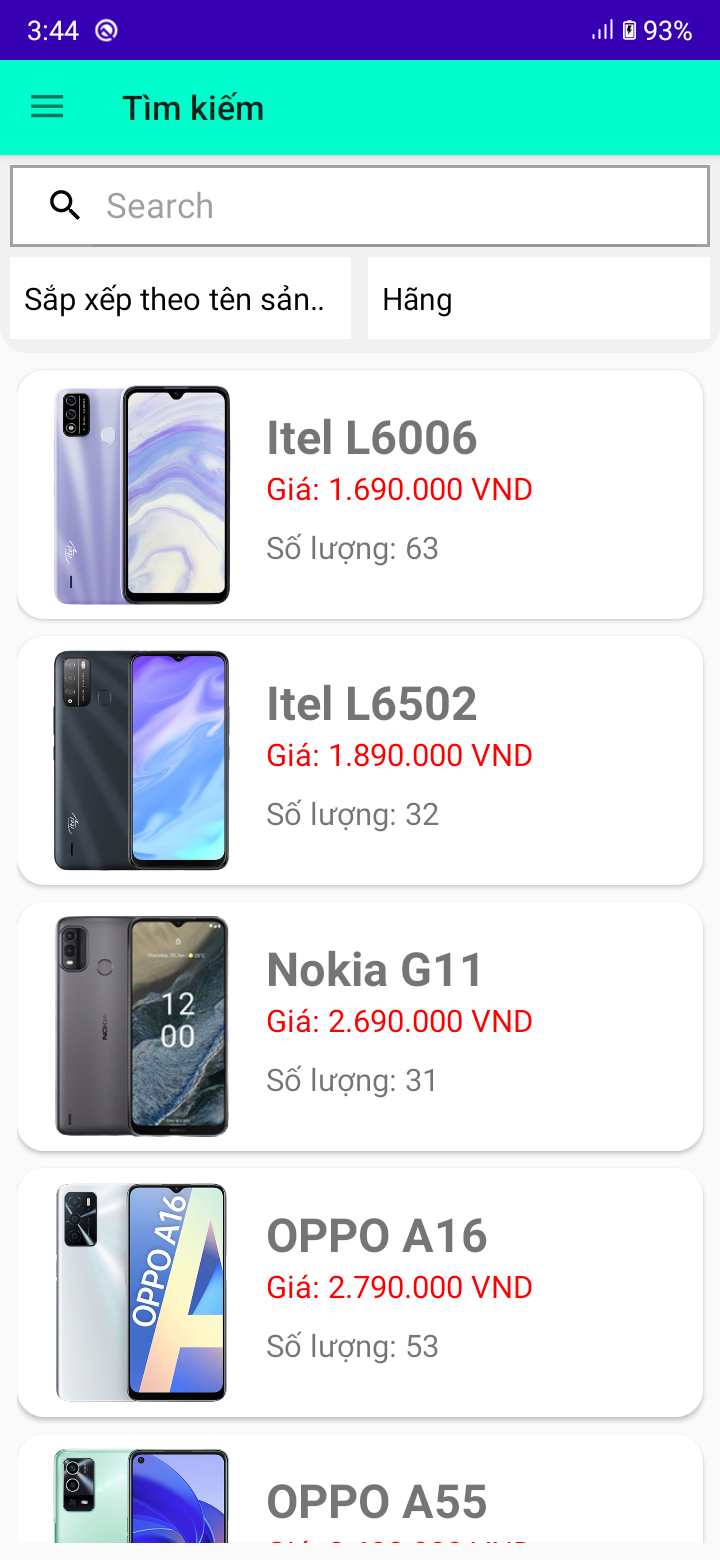 3:44
93%
Tìm kiếm
Search
Sắp xếp theo tên sản..
Hãng
Itel L6006
Giá: 1.690.000 VND
Số lượng: 63
itel
Itel L6502
Giá: 1.890.000 VND
Số lượng: 32
itel
Nokia G11
Giá: 2.690.000 VND
Số lượng: 31
NOKIA
12
00
OPPO A16
Giá: 2.790.000 VND
Số lượng: 53
OPPO A16
A
OPPO A55